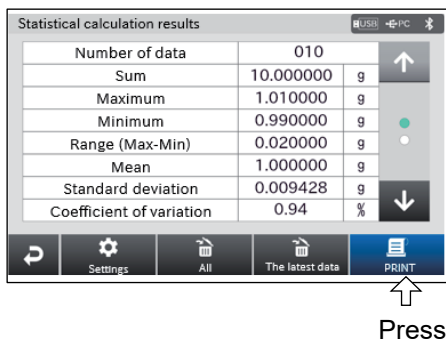 Statistical calculation results USB PC
Number of data 010
Sum 10.000000 g
Maximum 1.010000 g
Minimum 0.990000 g
Range (Max-Min) 0.020000 g
Mean 1.000000 g
Standard deviation 0.009428 g
Coefficient of variation 0.94 %
Settings All The latest data PRINT
Press